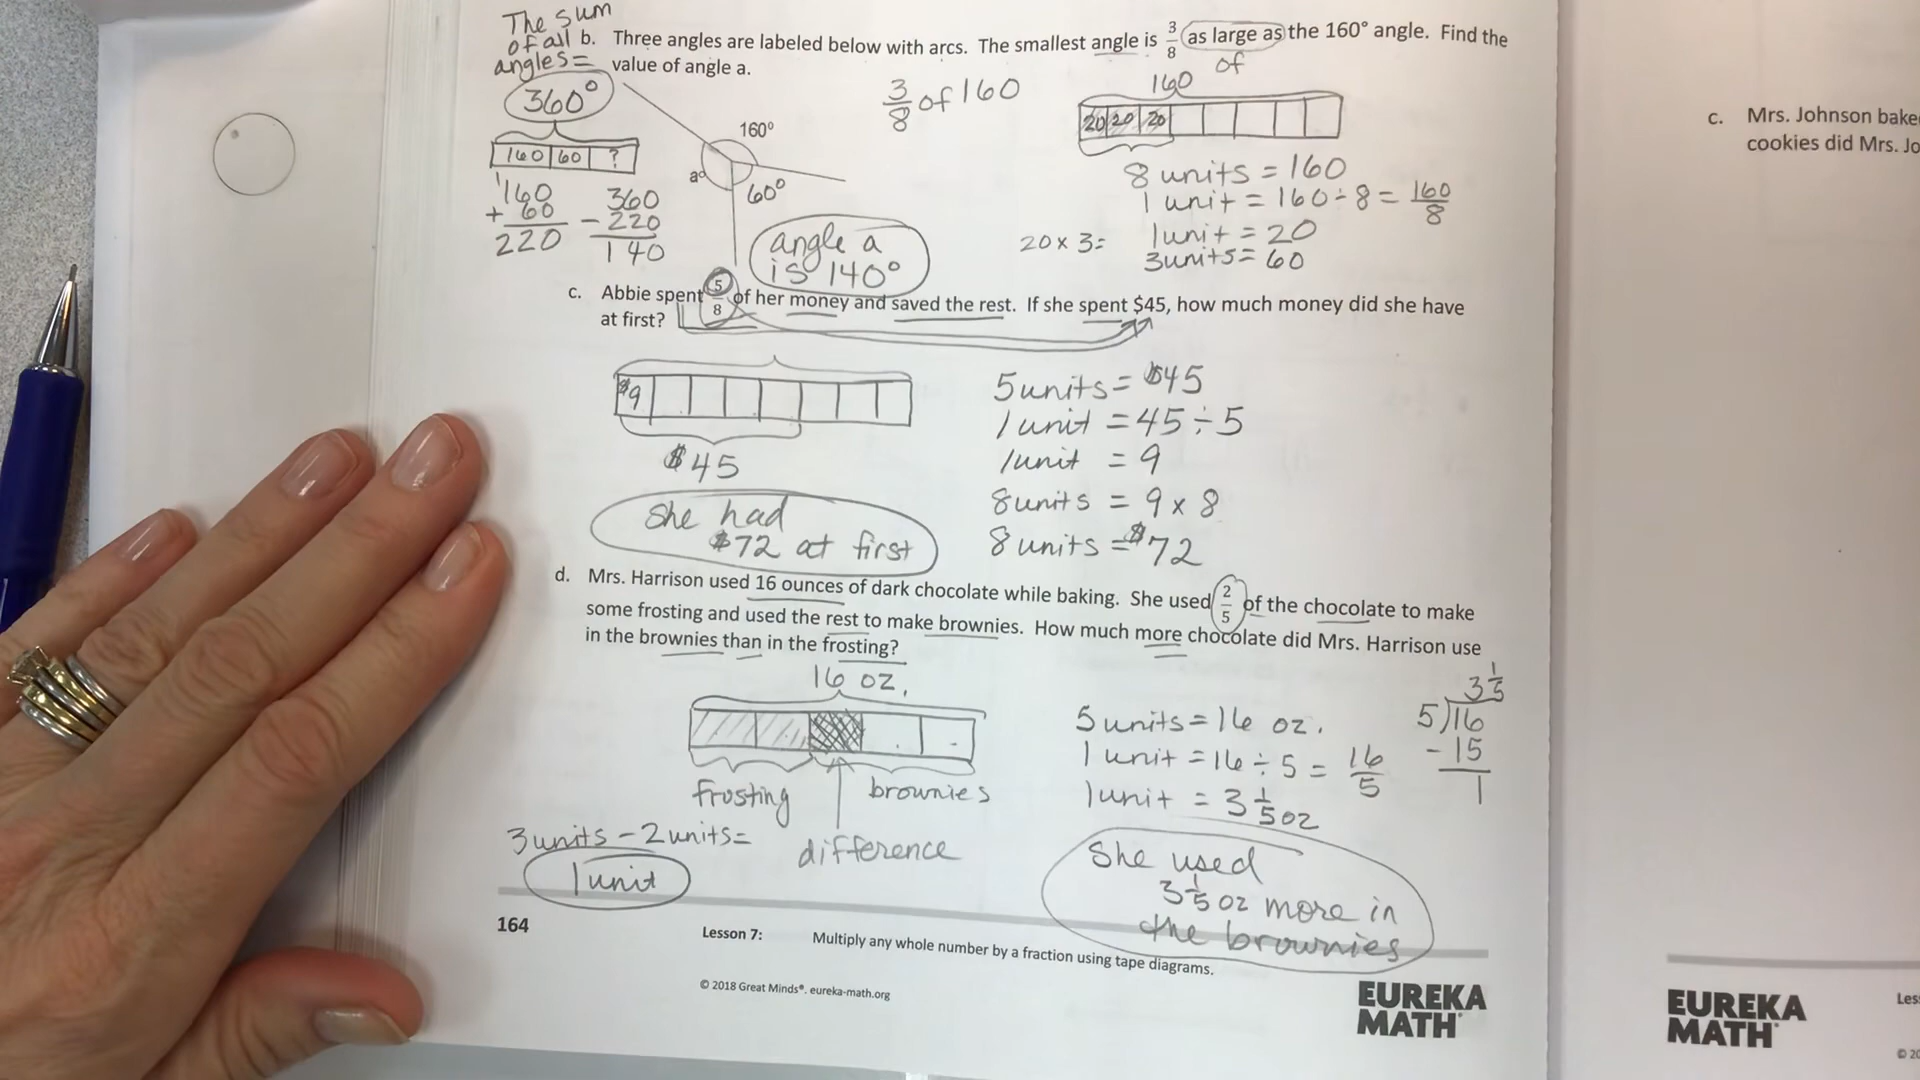 The sum
of all
angles=
360°
160 60 ?
160
+ 60
220
360
- 220
140
b. Three angles are labeled below with arcs. The smallest angle is 3/8 as large as the 160° angle. Find the
of
value of angle a.
160°
a°
60°
3/8 of 160
160
20 20 20
8 units = 160
1 unit = 160 ÷ 8 = 160/8
1 unit = 20
20 x 3 =
3 units = 60
angle a
is 140°
c. Abbie spent 5/8 of her money and saved the rest. If she spent $45, how much money did she have
at first?
$9
$45
She had
$72 at first
5 units = $45
1 unit = 45 ÷ 5
1 unit = 9
8 units = 9 x 8
8 units = $72
d. Mrs. Harrison used 16 ounces of dark chocolate while baking. She used 2/5 of the chocolate to make
some frosting and used the rest to make brownies. How much more chocolate did Mrs. Harrison use
in the brownies than in the frosting?
16 oz.
frosting
brownies
difference
3 units - 2 units =
1 unit
5 units = 16 oz.
1 unit = 16 ÷ 5 = 16/5
1 unit = 3 1/5 oz
3 1/5
5)16
- 15
1
She used
3 1/5 oz more in
the brownies
164
Lesson 7: Multiply any whole number by a fraction using tape diagrams.
© 2018 Great Minds®. eureka-math.org
EUREKA
MATH
c. Mrs. Johnson bake
cookies did Mrs. Jo
EUREKA
MATH
Les
© 20